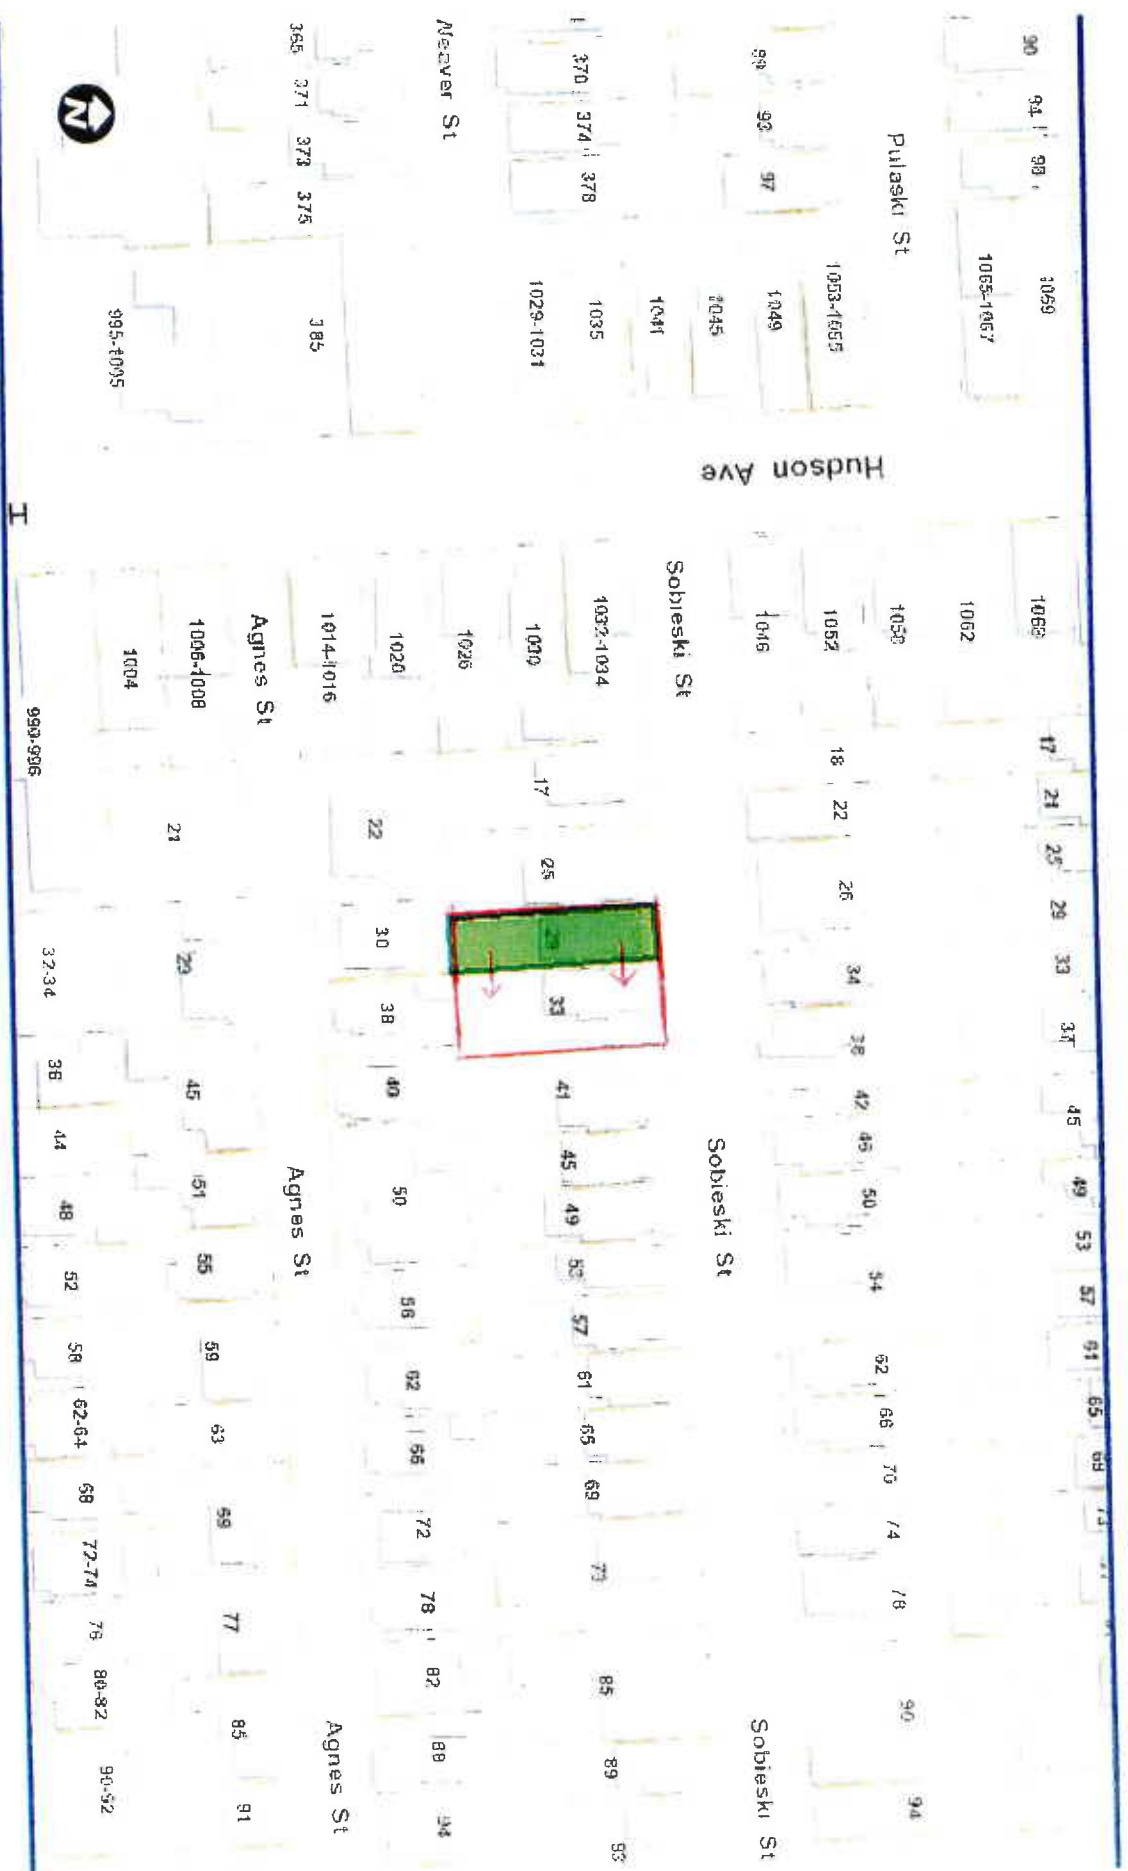 90 94 98 1069 1068 17 21 25 29 33 37 45 49 53 57 61 65 69 73
1065-1067 1062
Pulaski St 1058
Hudson Ave
1053-1055 1052 18 22 26 34 38 42 46 50 54 62 66 70 74 78 90 94
89 93 97 1049 1046
1045
Sobieski St Sobieski St Sobieski St
1041
370 374 378 1035 1032-1034
1029-1031 1030 17 25 29 33 41 45 49 53 57 61 65 69 73 85 89 93
1026
Weaver St
1020 22 30 38 40 50 56 62 66 72 78 82 88 94
365 371 373 375 385 1014-1016
Agnes St Agnes St Agnes St
1006-1008 21 29 45 51 55 59 63 69 77 85 91
995-1005 1004
N
990-996 32-34 36 44 48 52 58 62-64 68 72-74 76 80-82 90-92
H